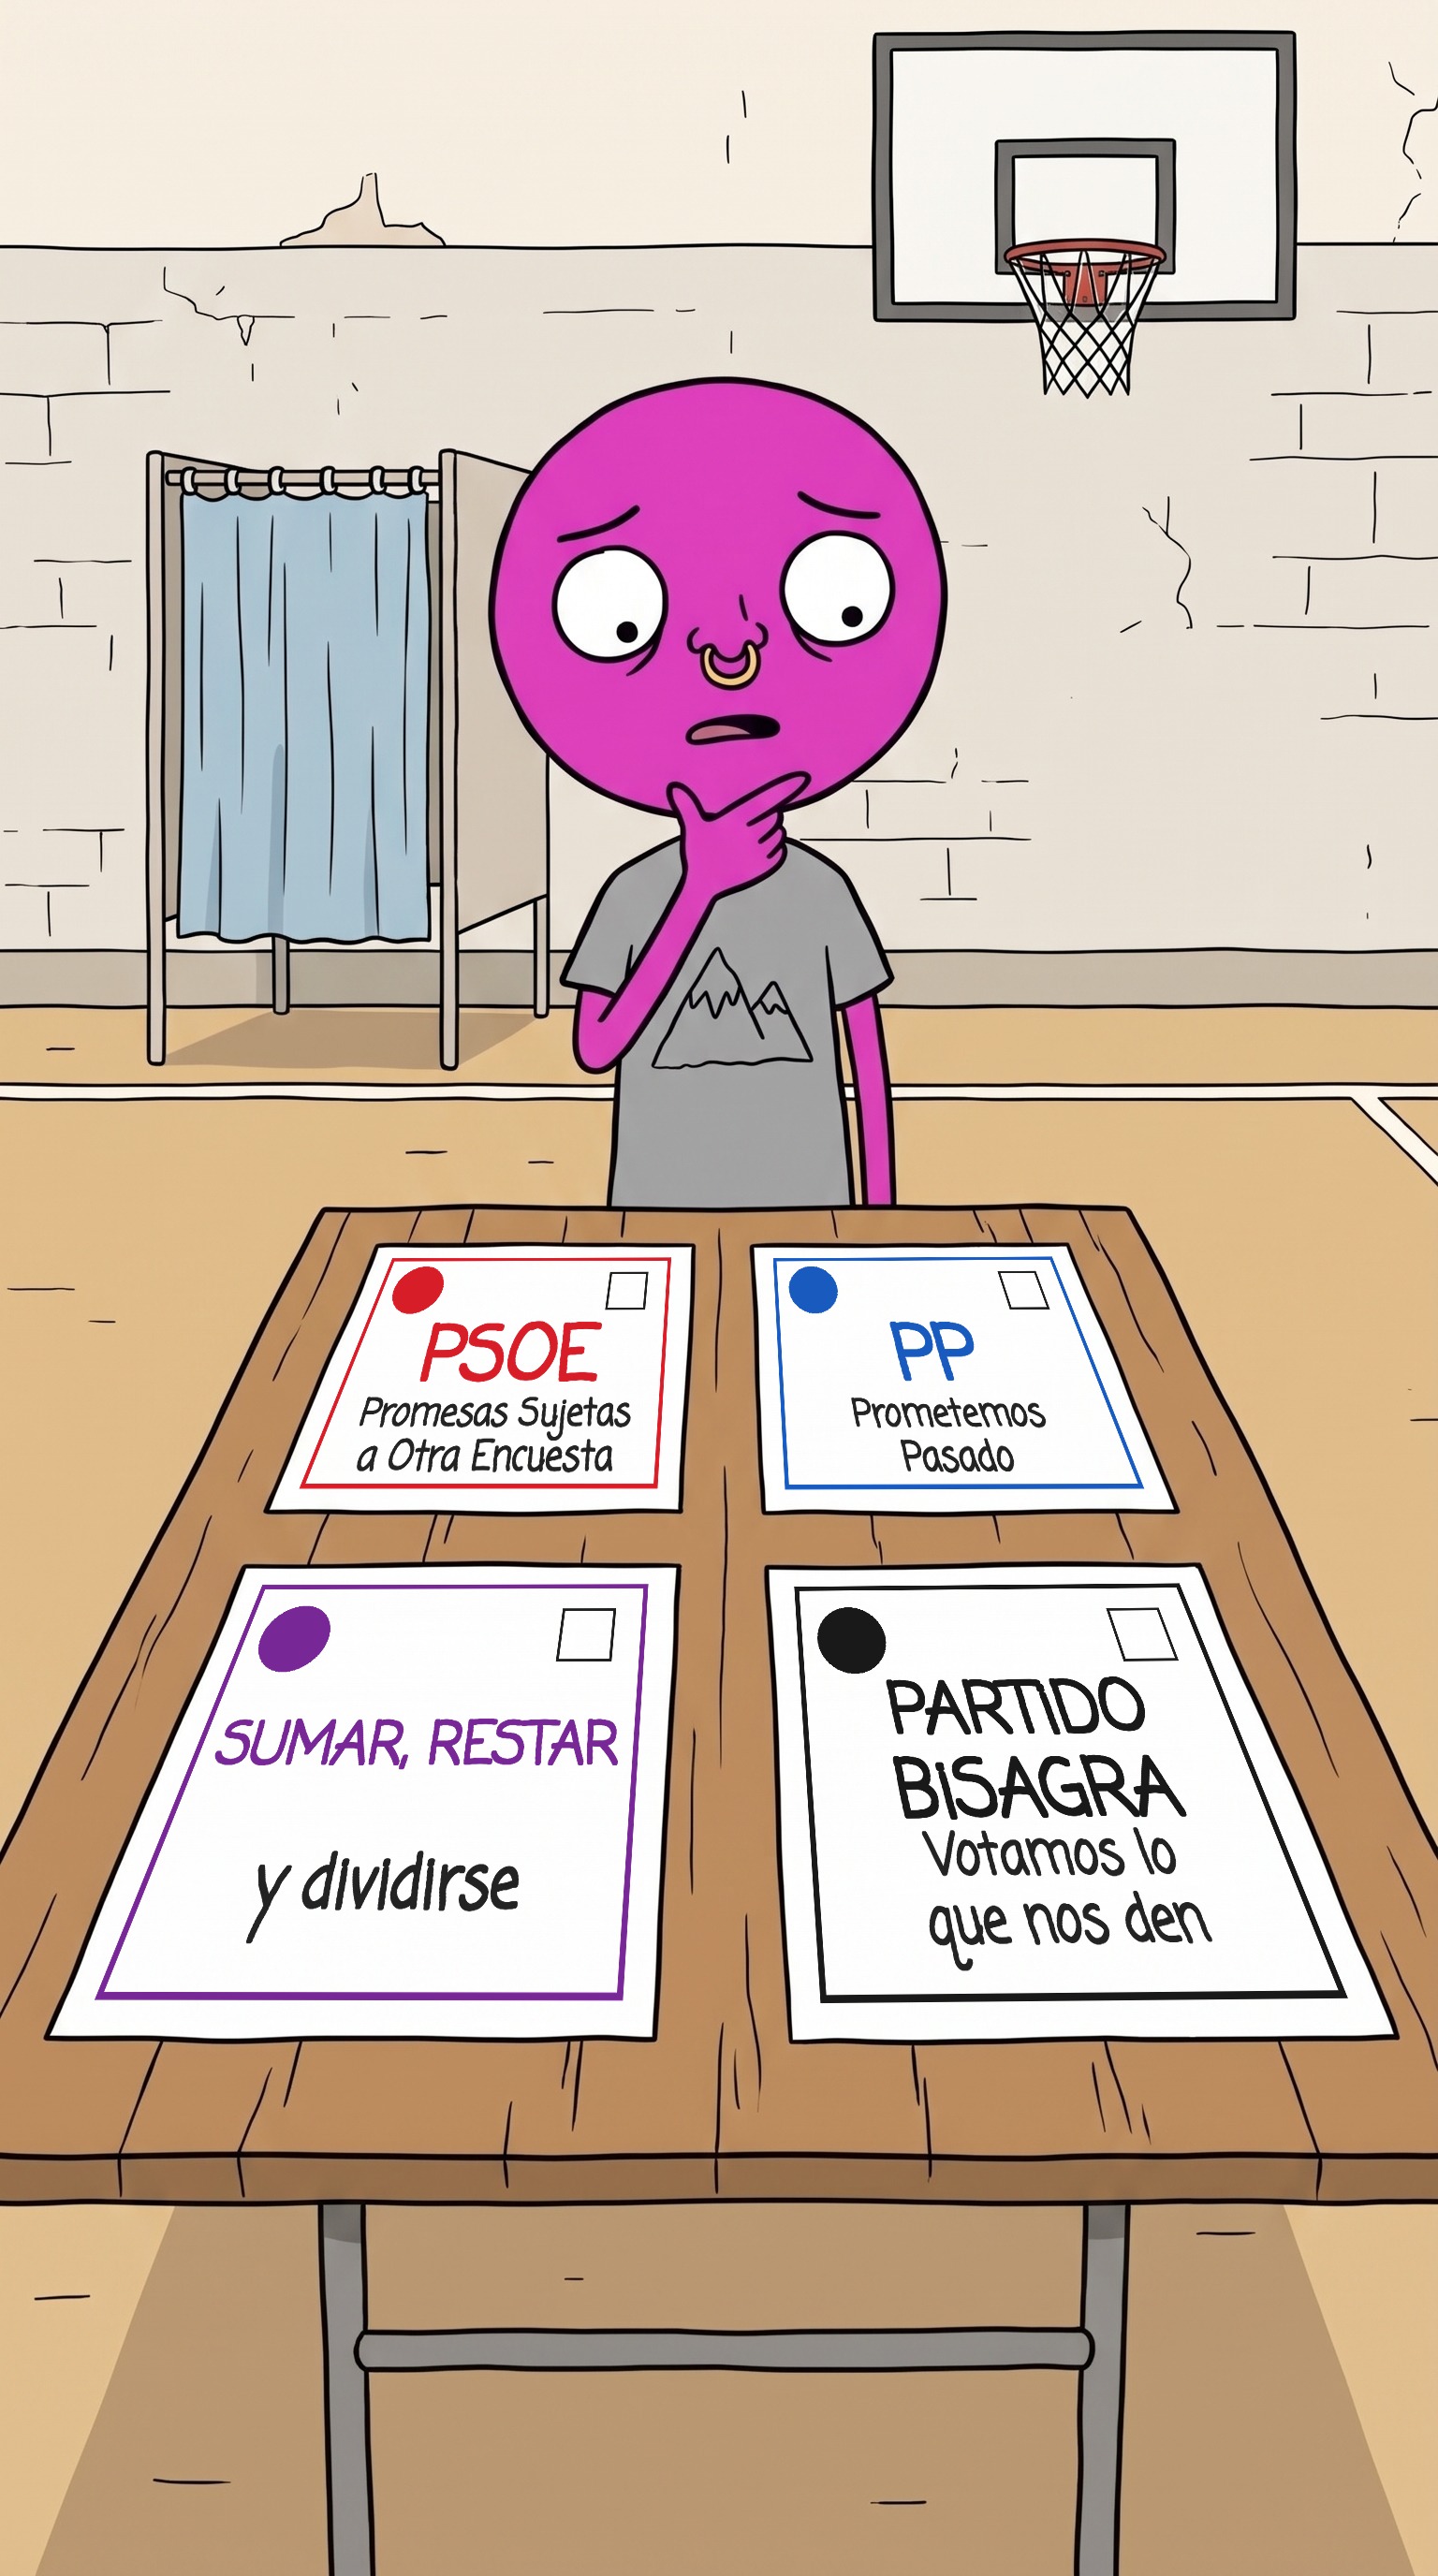 PSOE
Promesas Sujetas
a Otra Encuesta
PP
Prometemos
Pasado
SUMAR, RESTAR
y dividirse
PARTIDO
BiSAGRA
Votamos lo
que nos den